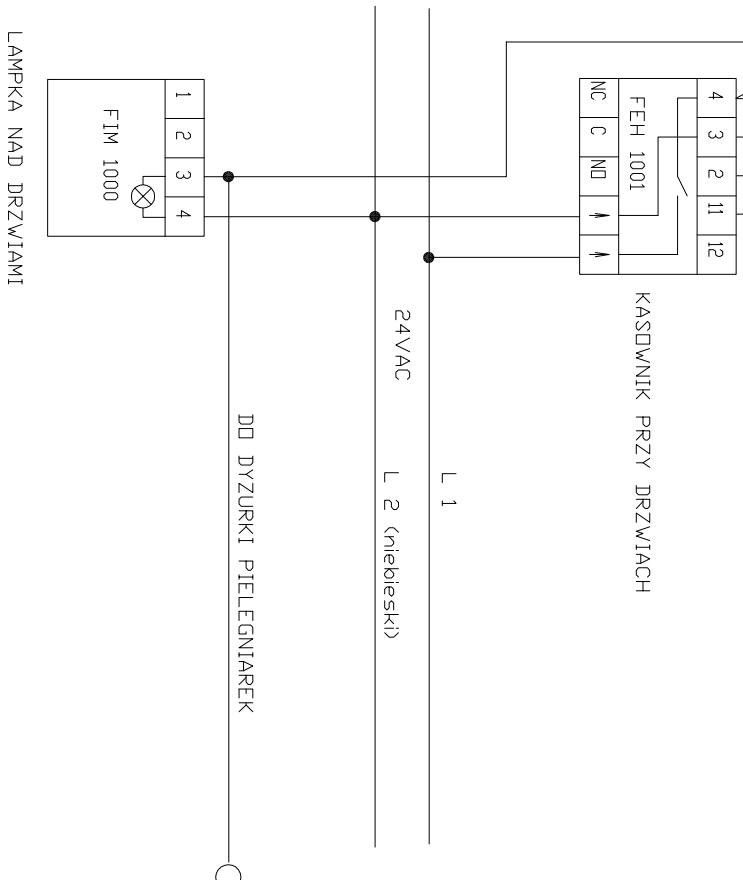 LAMPKA NAD DRZWIAMI
FIM 1000
1
2
3
4
DO DYZURKI PIELEGNIAREK
24VAC
L 2 (niebieski)
L 1
NC
C
NO
FEH 1001
4
3
2
11
12
KASOWNIK PRZY DRZWIACH